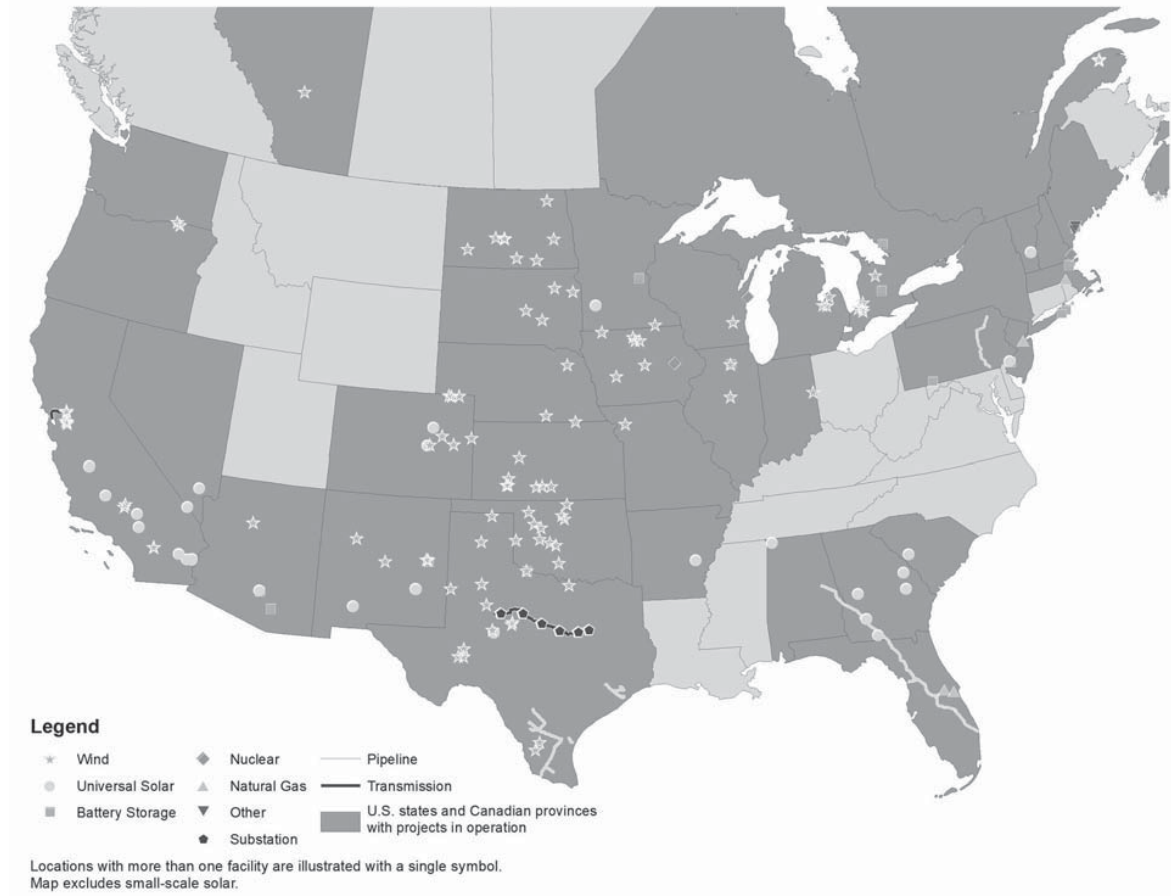 Legend
Wind
Universal Solar
Battery Storage
Nuclear
Natural Gas
Other
Substation
Pipeline
Transmission
U.S. states and Canadian provinces
with projects in operation
Locations with more than one facility are illustrated with a single symbol.
Map excludes small-scale solar.